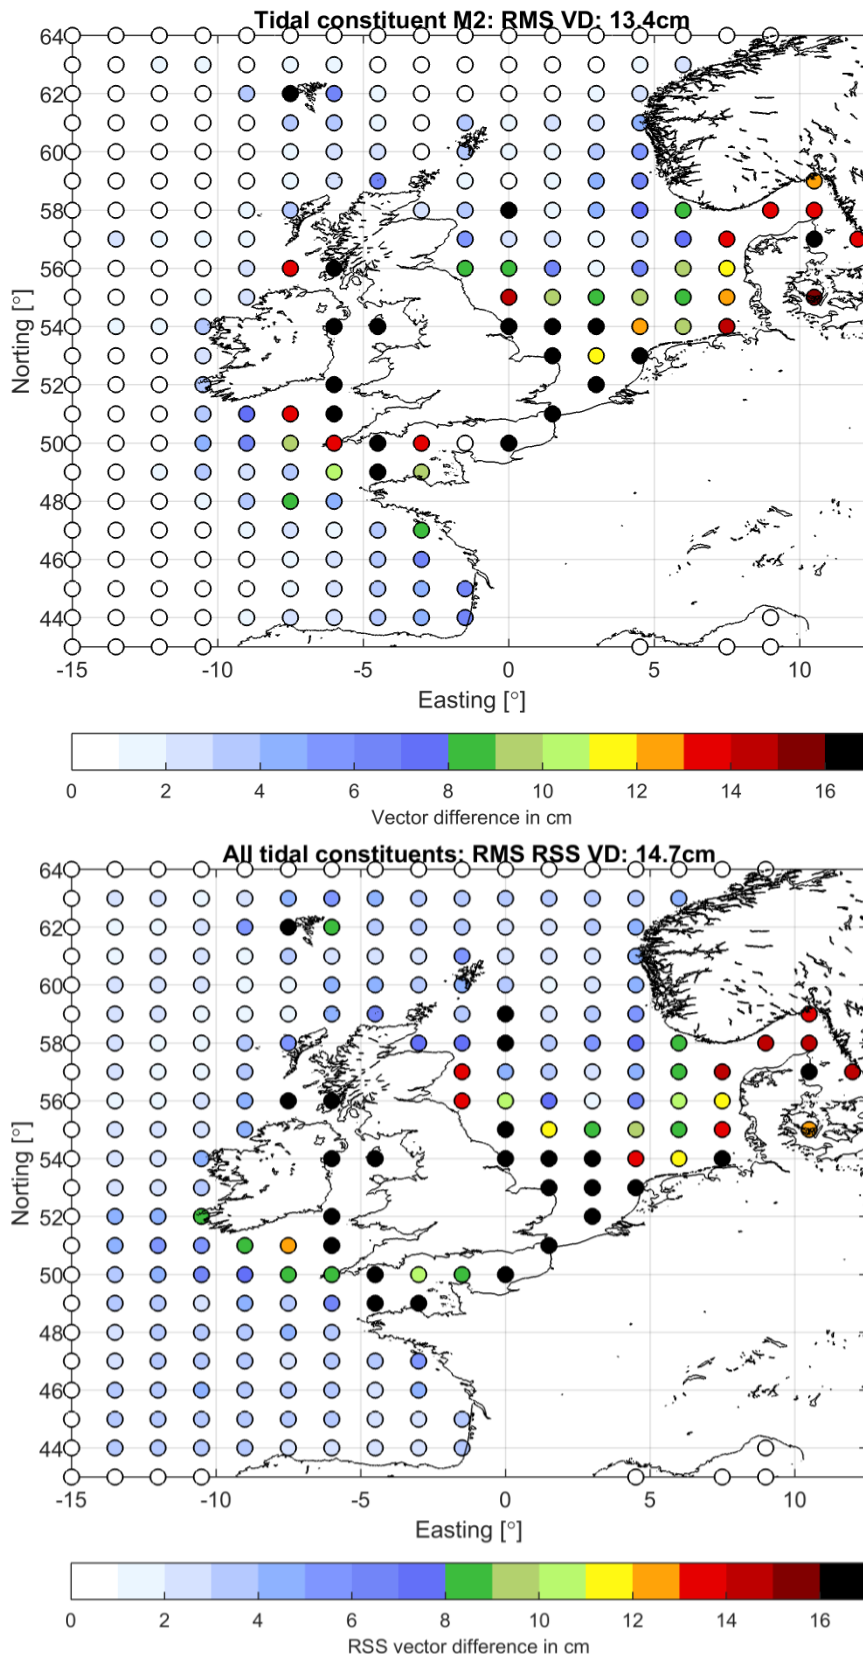 Tidal constituent M2: RMS VD: 13.4cm
64
62
60
58
56
54
52
50
48
46
44
Norting [°]
-15 -10 -5 0 5 10
Easting [°]
0 2 4 6 8 10 12 14 16
Vector difference in cm
All tidal constituents: RMS RSS VD: 14.7cm
64
62
60
58
56
54
52
50
48
46
44
Norting [°]
-15 -10 -5 0 5 10
Easting [°]
0 2 4 6 8 10 12 14 16
RSS vector difference in cm